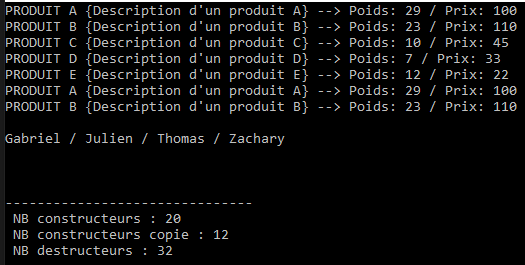 PRODUIT A {Description d'un produit A} --> Poids: 29 / Prix: 100
PRODUIT B {Description d'un produit B} --> Poids: 23 / Prix: 110
PRODUIT C {Description d'un produit C} --> Poids: 10 / Prix: 45
PRODUIT D {Description d'un produit D} --> Poids: 7 / Prix: 33
PRODUIT E {Description d'un produit E} --> Poids: 12 / Prix: 22
PRODUIT A {Description d'un produit A} --> Poids: 29 / Prix: 100
PRODUIT B {Description d'un produit B} --> Poids: 23 / Prix: 110
Gabriel / Julien / Thomas / Zachary
------------------------------
NB constructeurs : 20
NB constructeurs copie : 12
NB destructeurs : 32